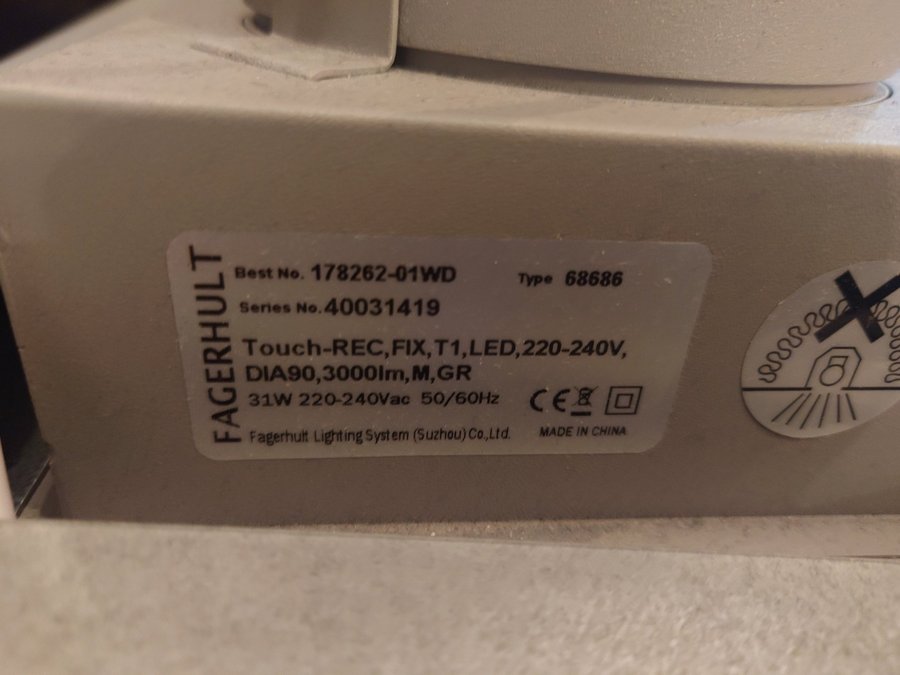 FAGERHULT
Best No. 178262-01WD Type 68686
Series No.40031419
Touch-REC,FIX,T1,LED,220-240V,
DIA90,3000lm,M,GR
31W 220-240Vac 50/60Hz CE
Fagerhult Lighting System (Suzhou) Co.,Ltd. MADE IN CHINA